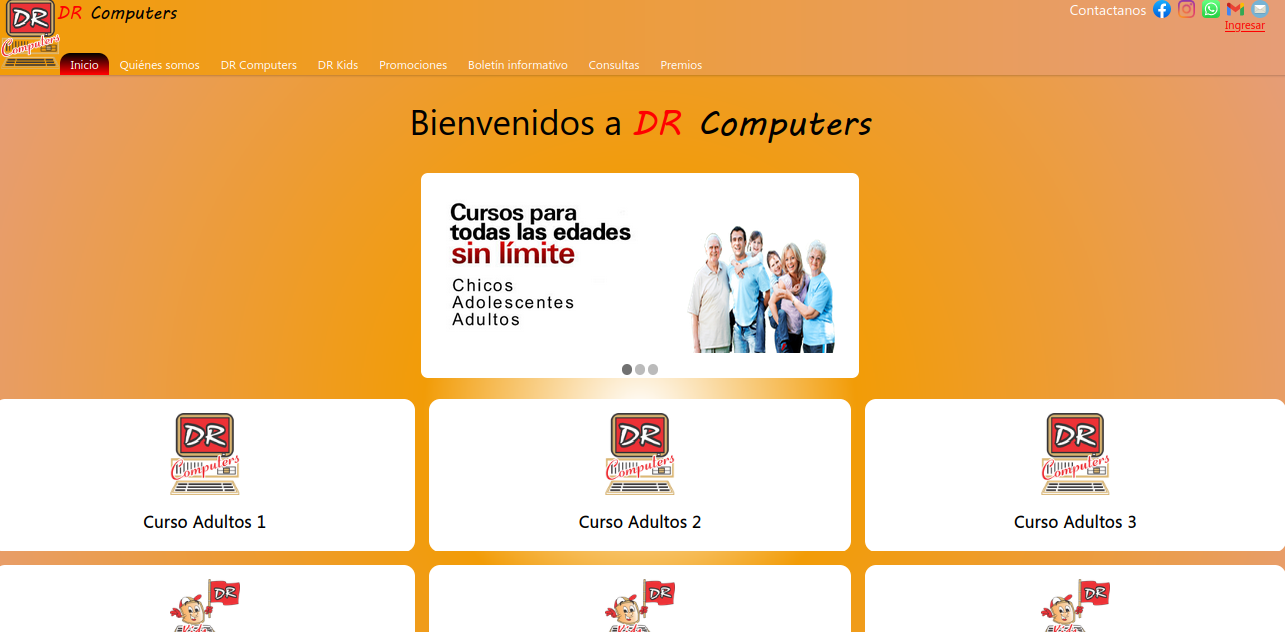 DR
Computers
DR Computers
Contactanos
Ingresar
Inicio Quiénes somos DR Computers DR Kids Promociones Boletín informativo Consultas Premios
Bienvenidos a DR Computers
Cursos para
todas las edades
sin límite
Chicos
Adolescentes
Adultos
DR
Computers
Curso Adultos 1
DR
Computers
Curso Adultos 2
DR
Computers
Curso Adultos 3
DR
DR
DR